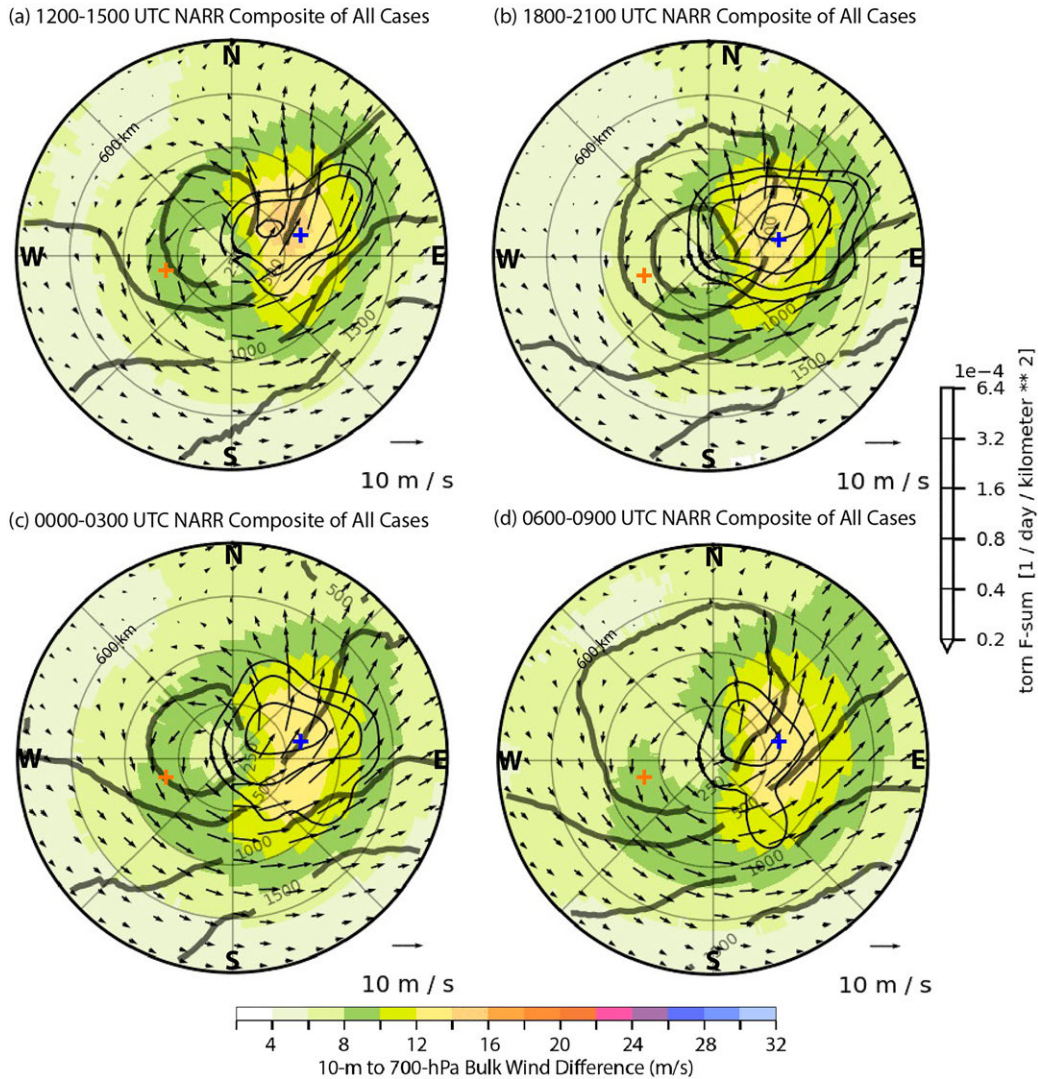 (a) 1200-1500 UTC NARR Composite of All Cases
(b) 1800-2100 UTC NARR Composite of All Cases
N
600 km
W
E
250
500
1000
1500
S
10 m / s
N
600 km
W
E
1000
1500
S
10 m / s
(c) 0000-0300 UTC NARR Composite of All Cases
(d) 0600-0900 UTC NARR Composite of All Cases
N
500
600 km
W
E
250
500
1000
1500
S
10 m / s
N
600 km
W
E
250
500
1000
S
10 m / s
1e-4
6.4
3.2
1.6
0.8
0.4
0.2
torn F-sum [1 / day / kilometer ** 2]
4 8 12 16 20 24 28 32
10-m to 700-hPa Bulk Wind Difference (m/s)